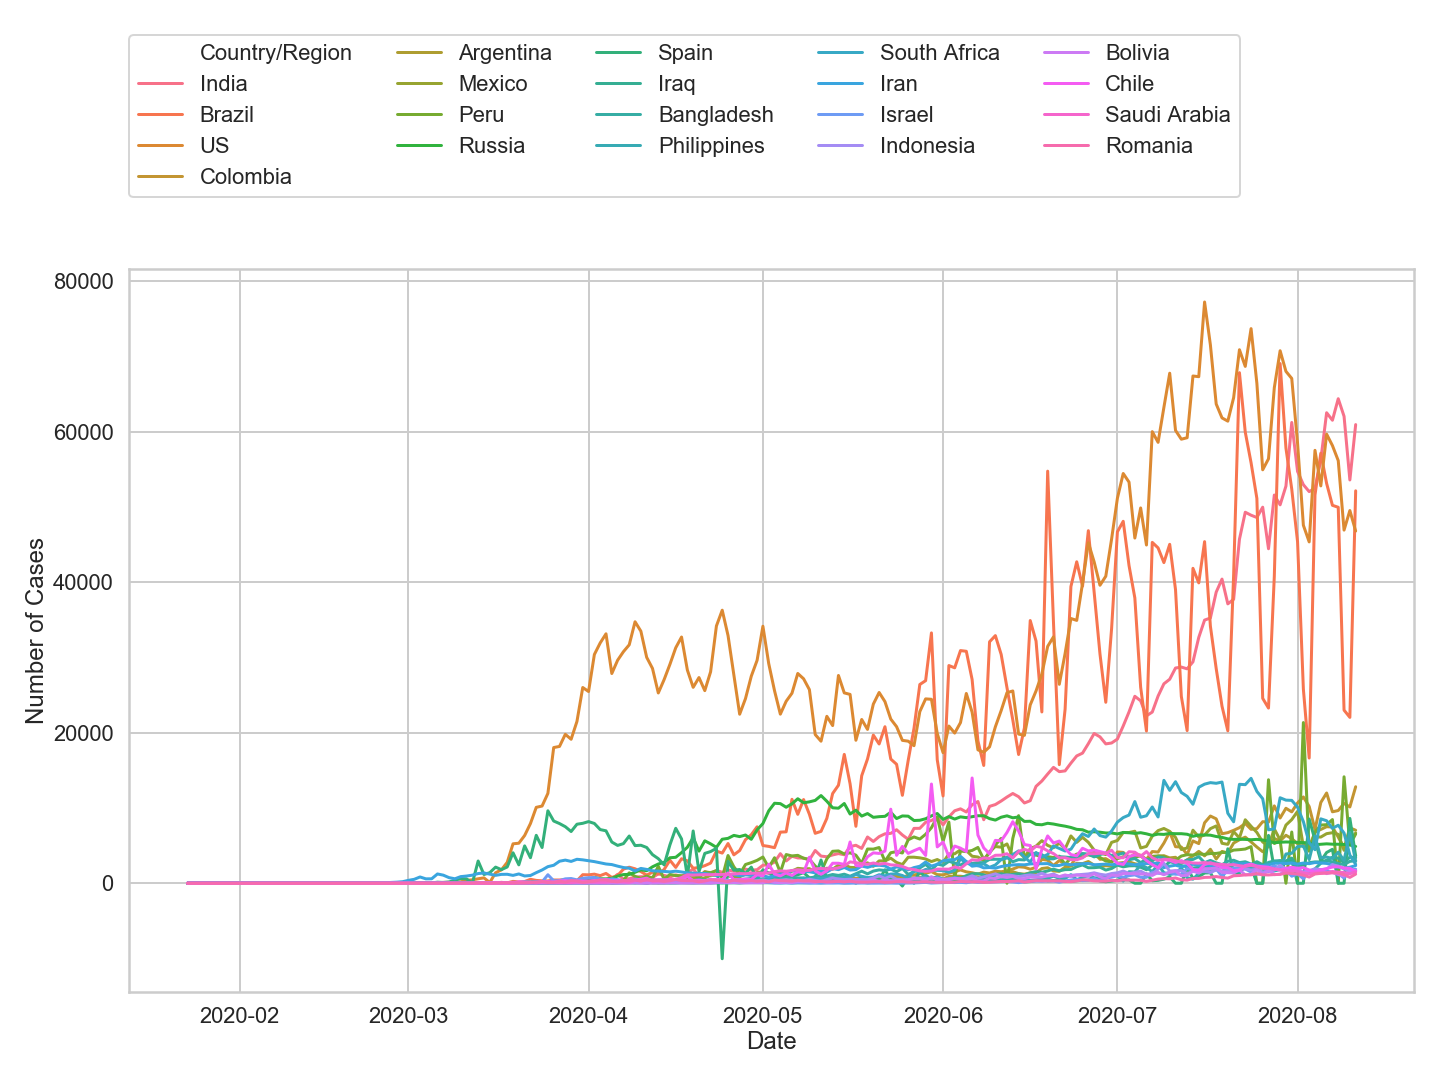 Country/Region Argentina Spain South Africa Bolivia
India Mexico Iraq Iran Chile
Brazil Peru Bangladesh Israel Saudi Arabia
US Russia Philippines Indonesia Romania
Colombia
80000
60000
40000
20000
0
Number of Cases
2020-02 2020-03 2020-04 2020-05 2020-06 2020-07 2020-08
Date